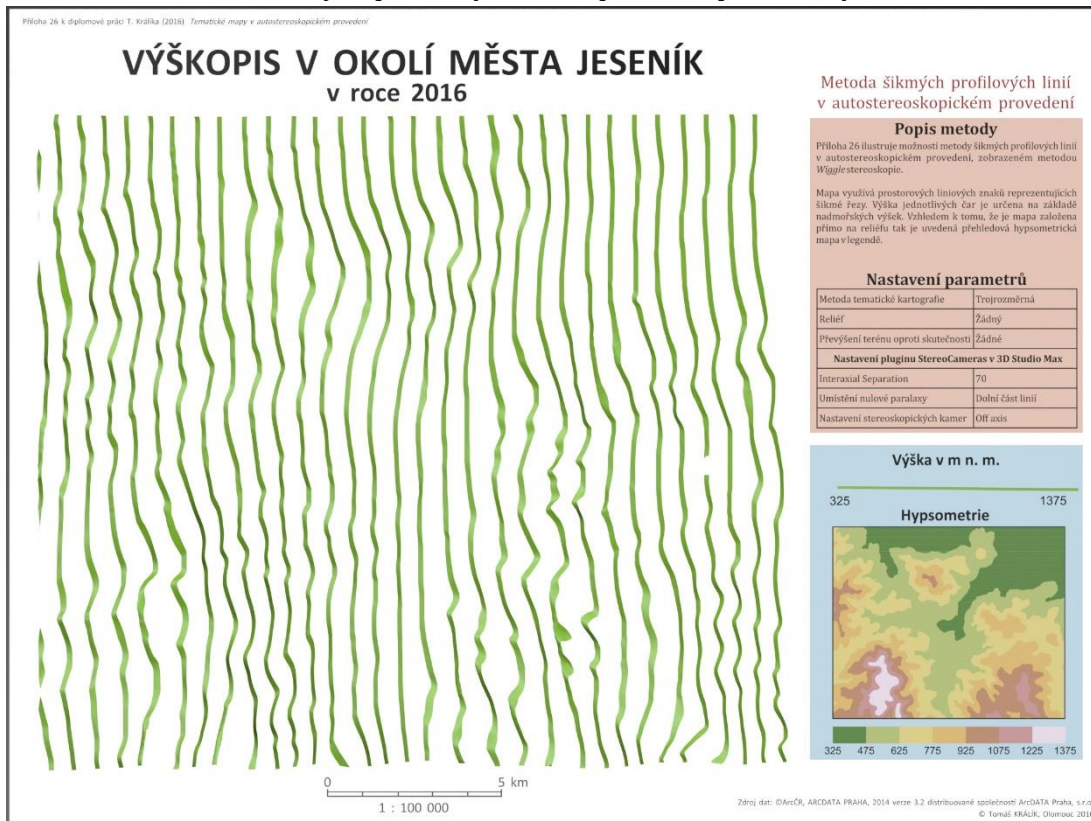 Příloha 26 k diplomové práci T. Králíka (2016) Tematické mapy v autostereoskopickém provedení
VÝŠKOPIS V OKOLÍ MĚSTA JESENÍK
v roce 2016
Metoda šikmých profilových linií
v autostereoskopickém provedení
Popis metody
Příloha 26 ilustruje možnosti metody šikmých profilových linií
v autostereoskopickém provedení, zobrazeném metodou
Wiggle stereoskopie.
Mapa využívá prostorových liniových znaků reprezentujících
šikmé řezy. Výška jednotlivých čar je určena na základě
nadmořských výšek. Vzhledem k tomu, že je mapa založena
přímo na reliéfu tak je uvedená přehledová hypsometrická
mapa v legendě.
Nastavení parametrů
Metoda tematické kartografie Trojrozměrná
Reliéf Žádný
Převýšení terénu oproti skutečnosti Žádné
Nastavení pluginu StereoCameras v 3D Studio Max
Interaxial Separation 70
Umístění nulové paralaxy Dolní část linií
Nastavení stereoskopických kamer Off axis
Výška v m n. m.
325 1375
Hypsometrie
325 475 625 775 925 1075 1225 1375
0 5 km
1 : 100 000
Zdroj dat: ©ArcČR, ARCDATA PRAHA, 2014 verze 3.2 distribuované společností ArcDATA Praha, s.r.o
© Tomáš KRÁLÍK, Olomouc 2016